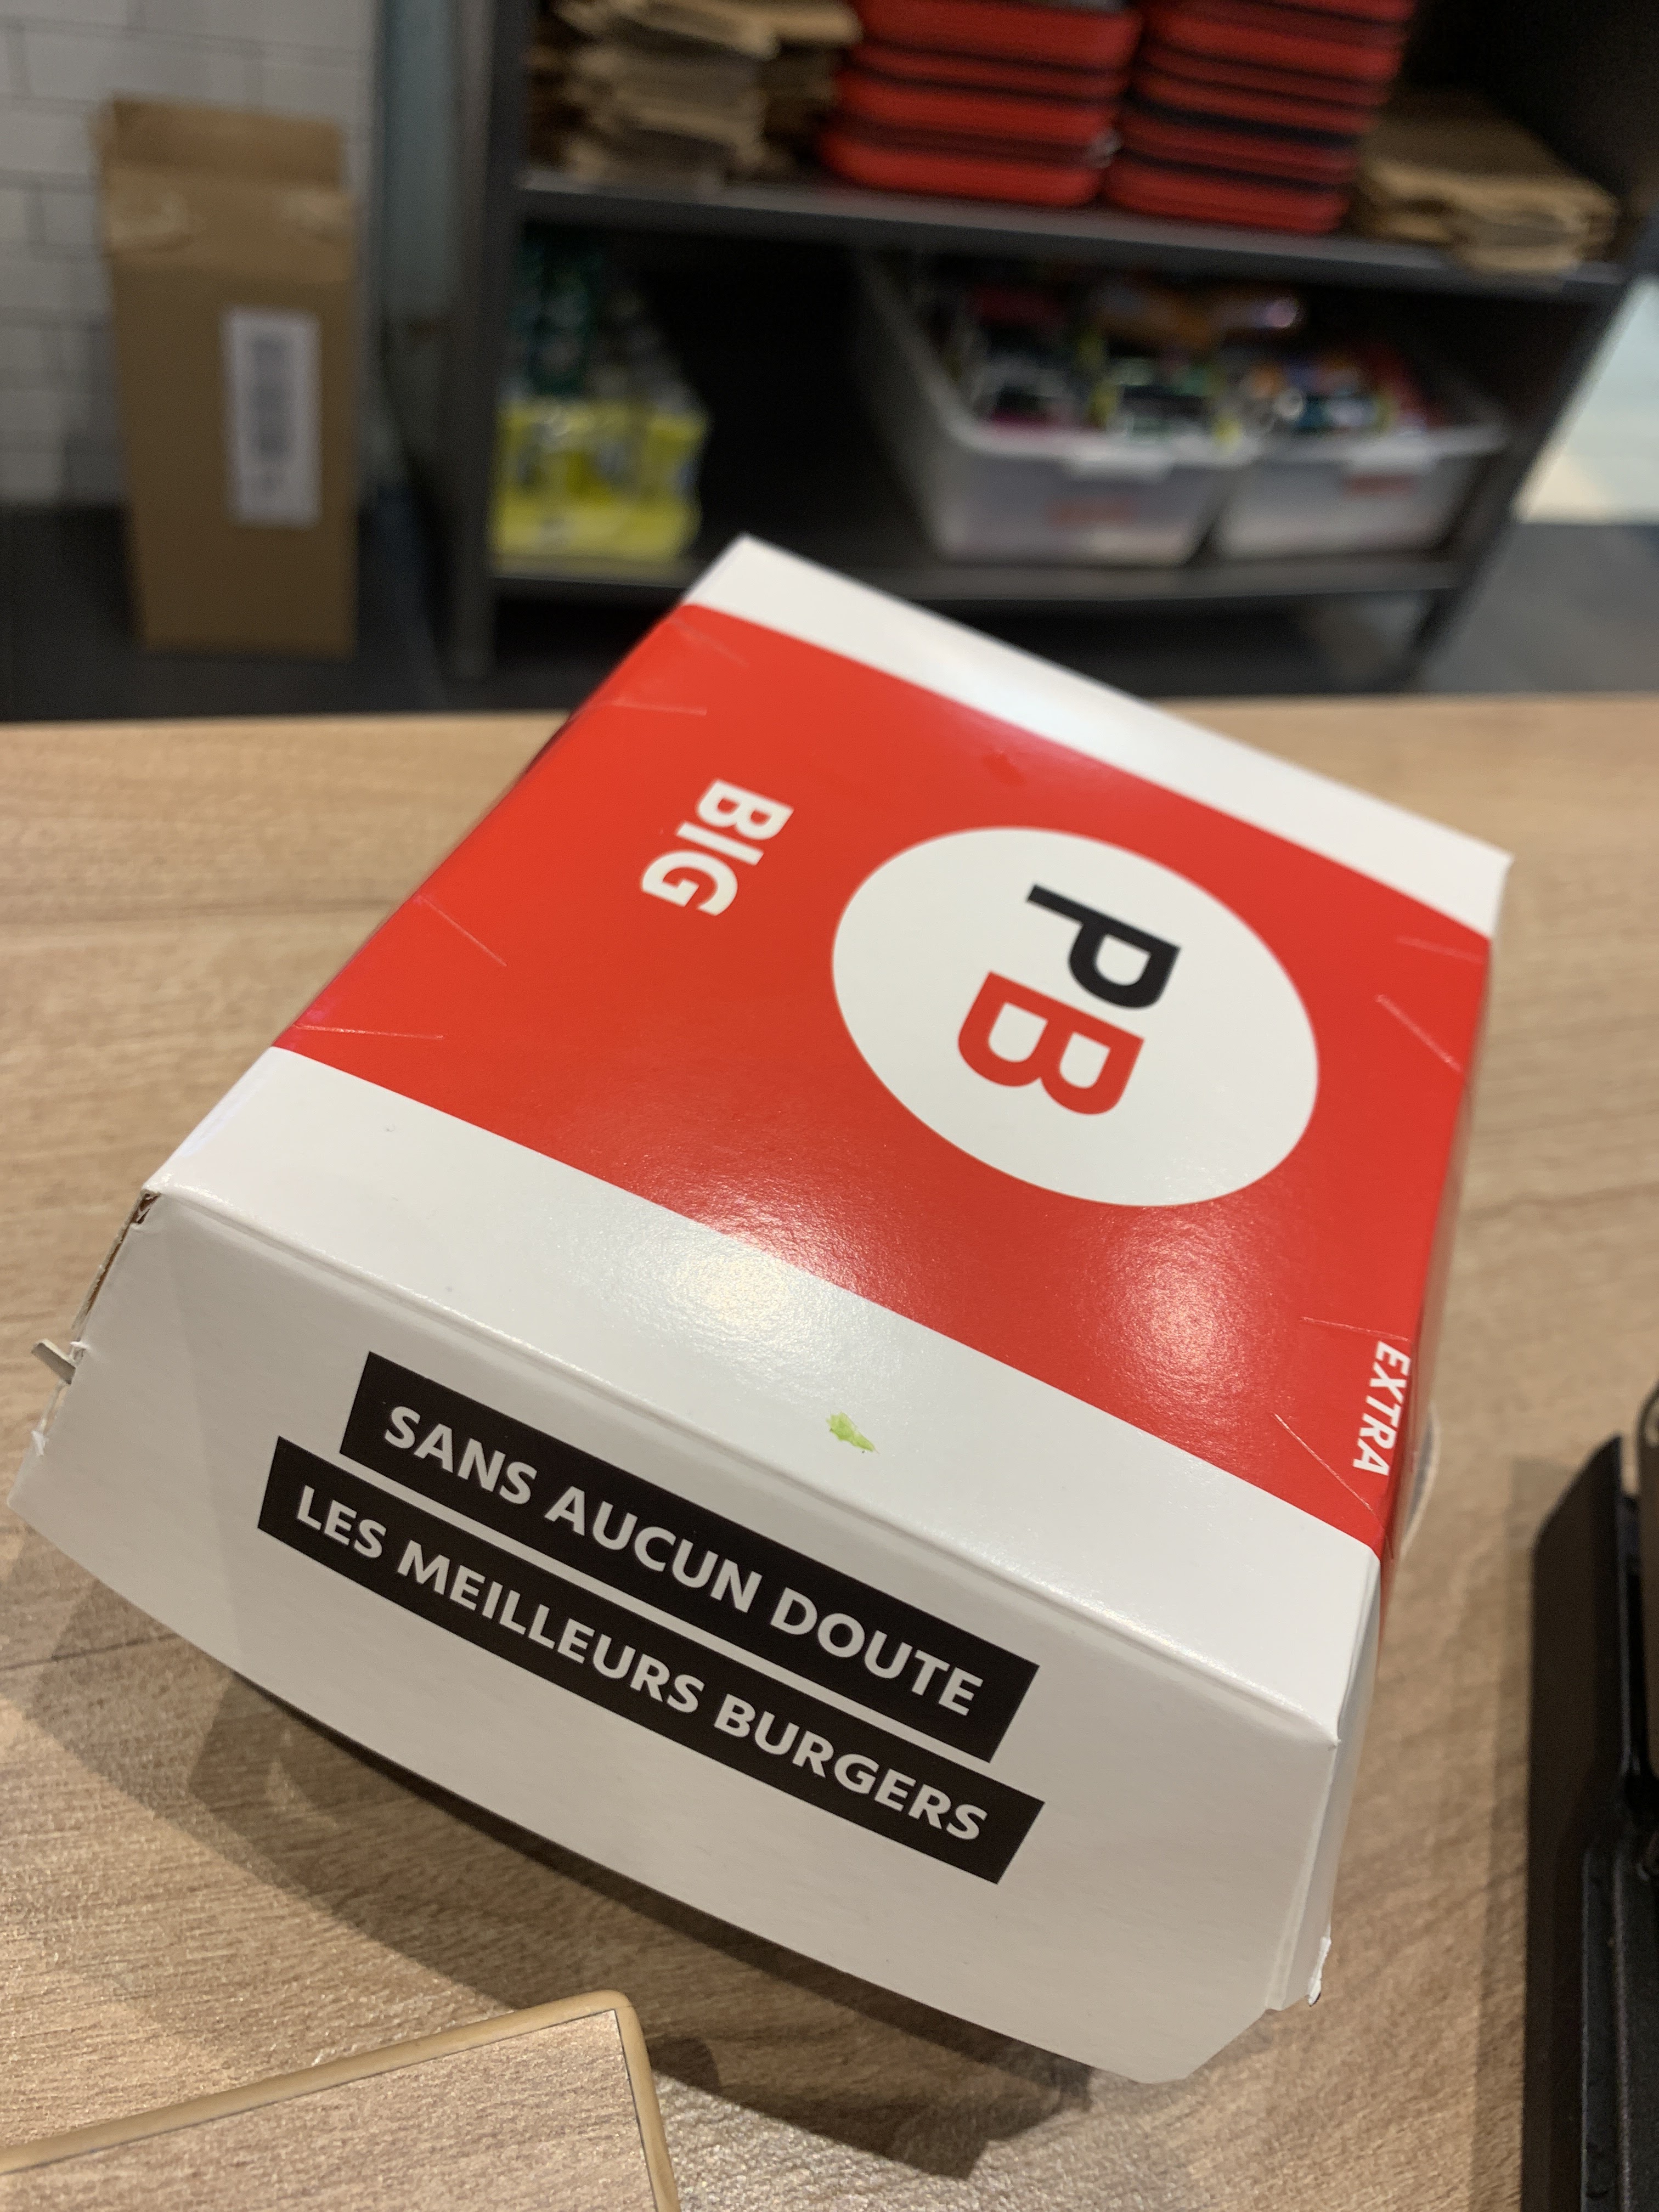 EXTRA
PB
BIG
SANS AUCUN DOUTE
LES MEILLEURS BURGERS